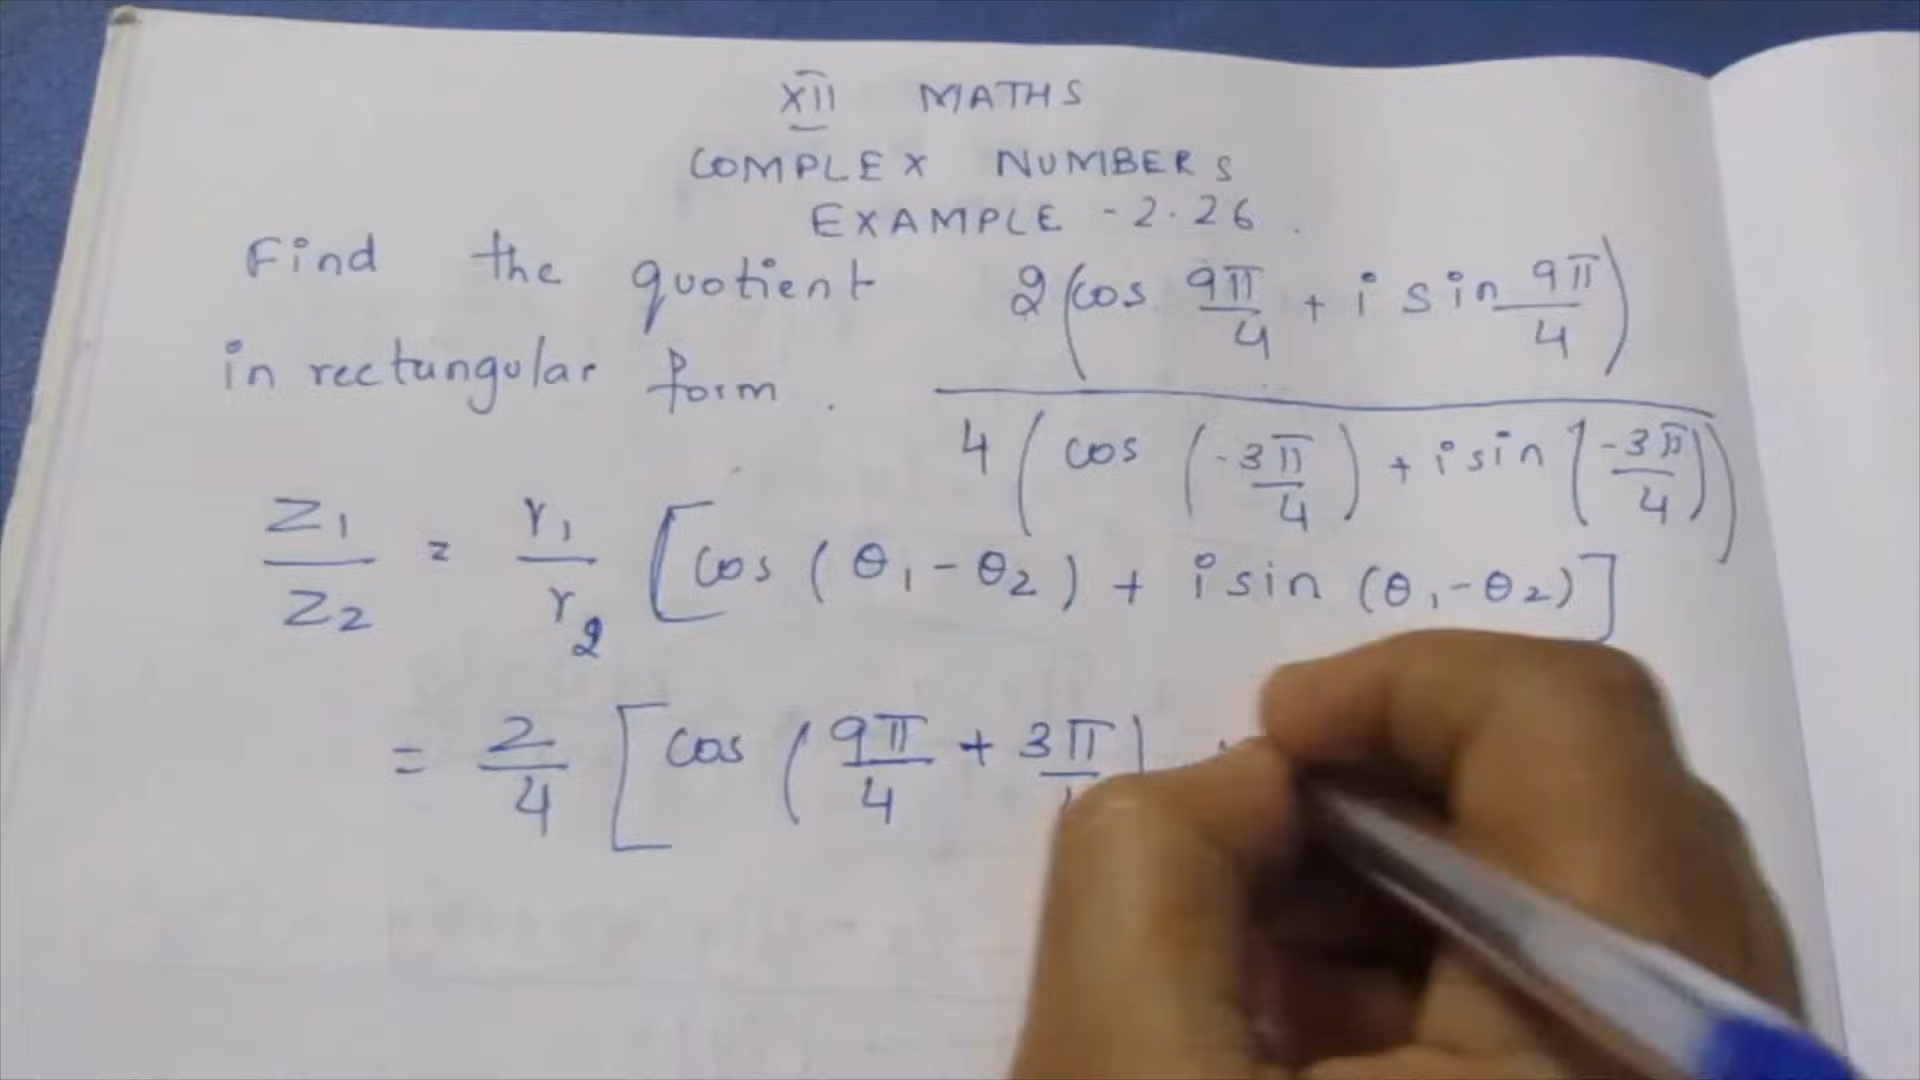 XII MATHS
COMPLEX NUMBERS
EXAMPLE - 2.26.
Find the quotient 2(cos 9π/4 + i sin 9π/4)
in rectangular form. 4(cos(-3π/4) + i sin(-3π/4))
Z1/Z2 = r1/r2 [cos(θ1-θ2) + i sin(θ1-θ2)]
= 2/4 [cos(9π/4 + 3π